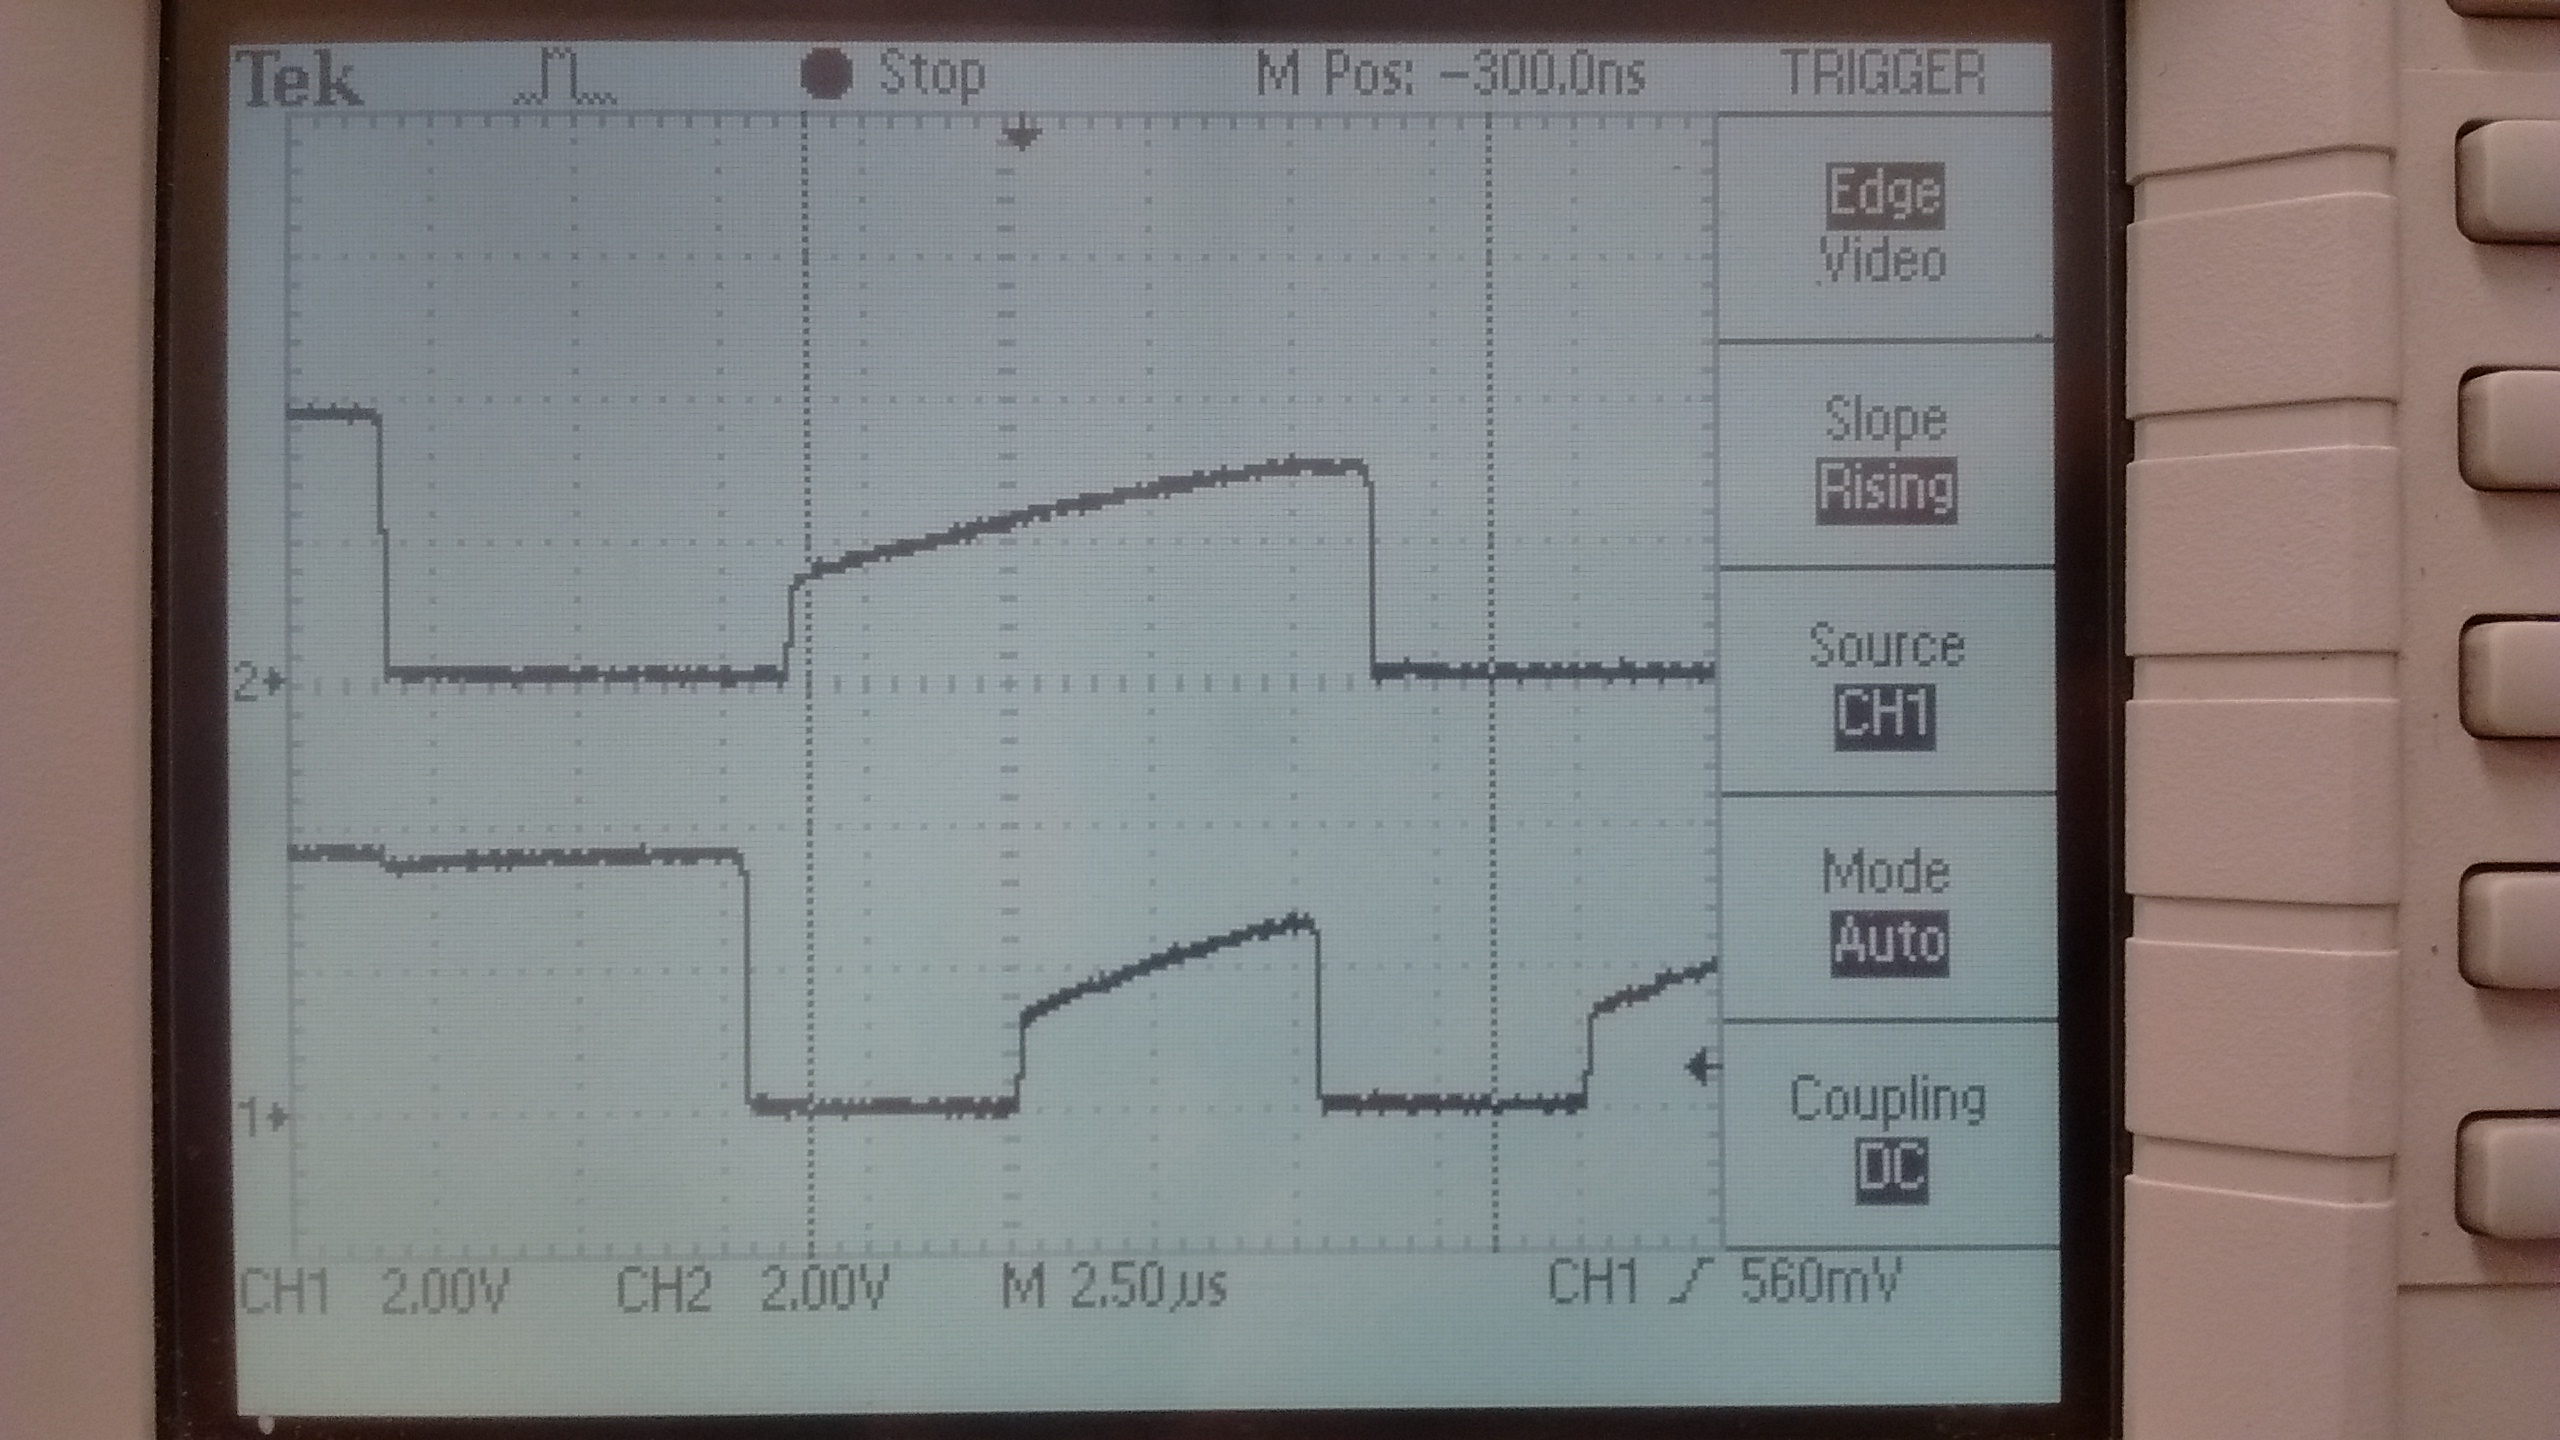 Tek Stop M Pos: -300.0ns TRIGGER
Edge
Video
Slope
Rising
Source
CH1
2
Mode
Auto
1
Coupling
DC
CH1 2.00V CH2 2.00V M 2.50µs CH1 560mV